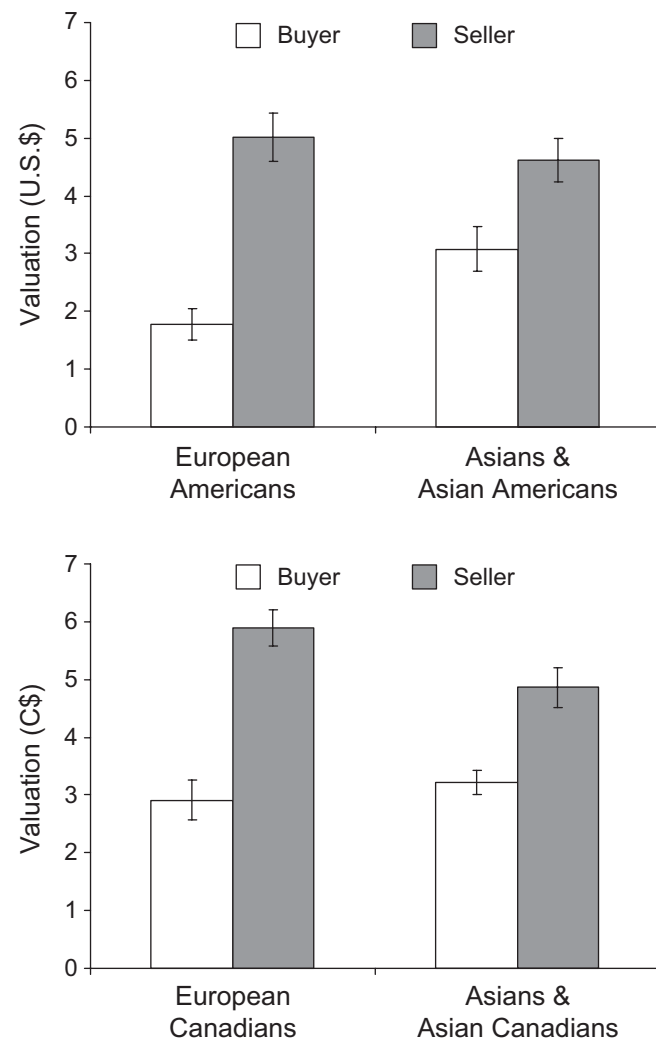 Buyer Seller
Valuation (U.S.$)
7
6
5
4
3
2
1
0
European
Americans
Asians &
Asian Americans
Buyer Seller
Valuation (C$)
7
6
5
4
3
2
1
0
European
Canadians
Asians &
Asian Canadians